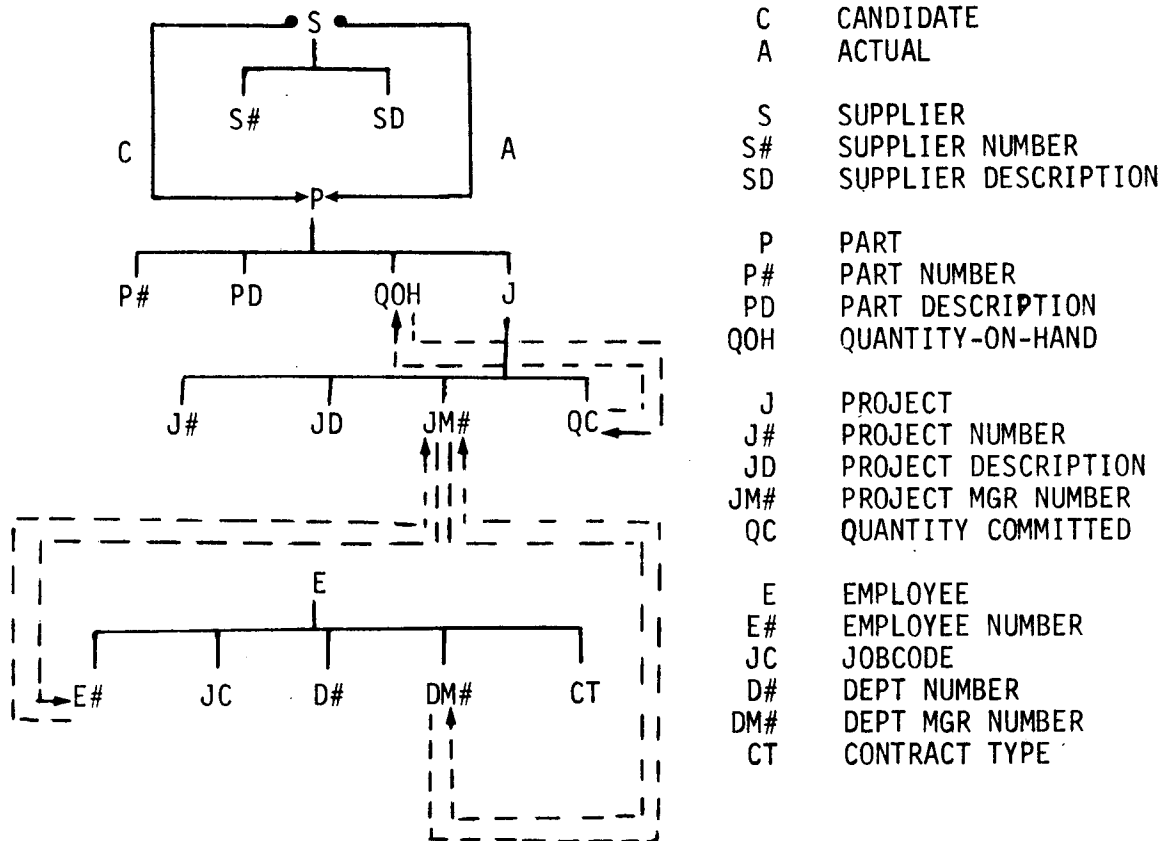 S
S# SD
C A
P
P# PD QOH J
J# JD JM# QC
E
E# JC D# DM# CT
C CANDIDATE
A ACTUAL
S SUPPLIER
S# SUPPLIER NUMBER
SD SUPPLIER DESCRIPTION
P PART
P# PART NUMBER
PD PART DESCRIPTION
QOH QUANTITY-ON-HAND
J PROJECT
J# PROJECT NUMBER
JD PROJECT DESCRIPTION
JM# PROJECT MGR NUMBER
QC QUANTITY COMMITTED
E EMPLOYEE
E# EMPLOYEE NUMBER
JC JOBCODE
D# DEPT NUMBER
DM# DEPT MGR NUMBER
CT CONTRACT TYPE